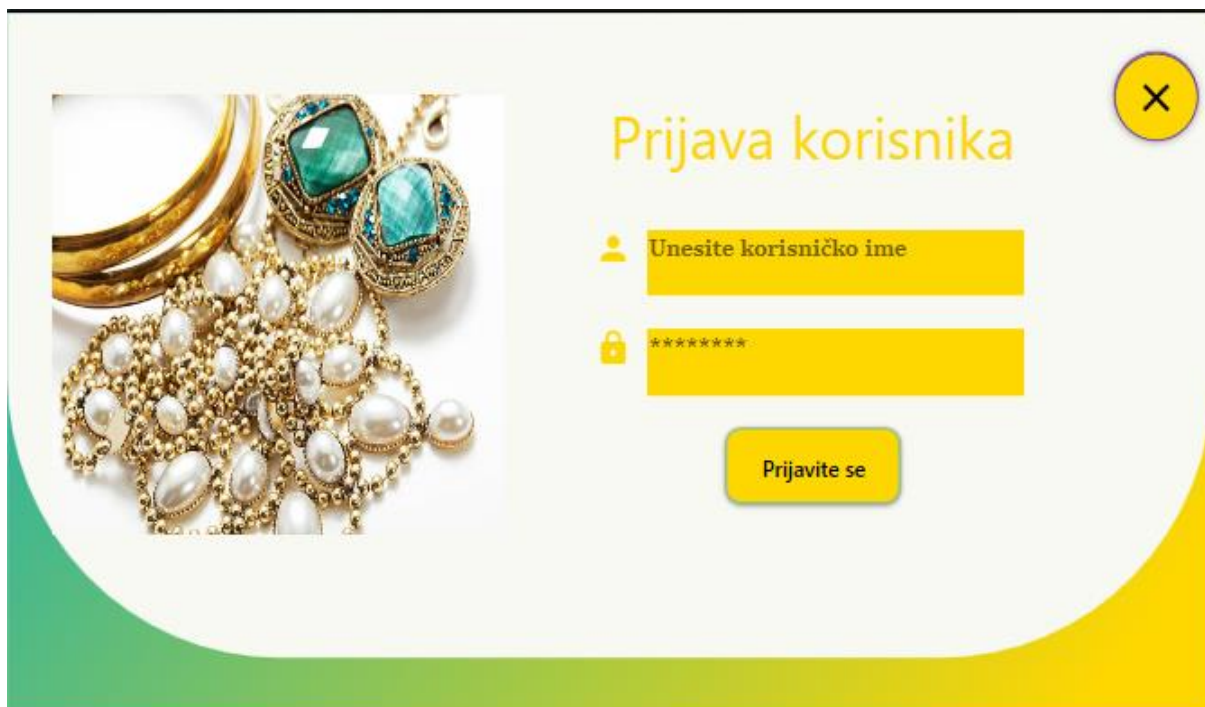 Prijava korisnika
Unesite korisničko ime
********
Prijavite se